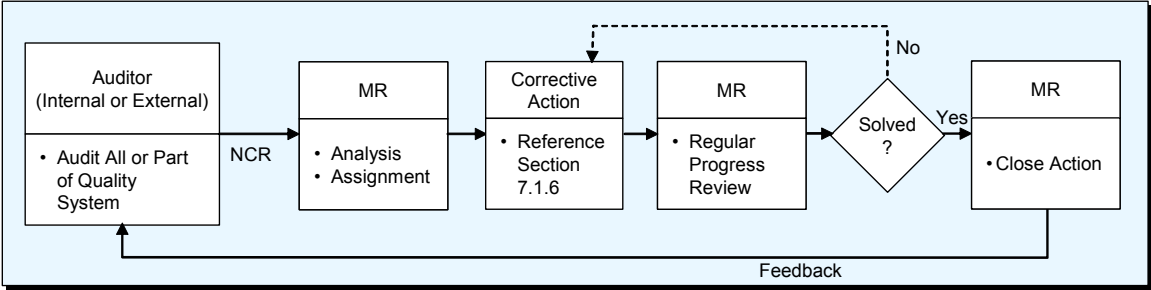 Auditor
(Internal or External)
• Audit All or Part
of Quality
System
NCR
MR
• Analysis
• Assignment
Corrective
Action
• Reference
Section
7.1.6
MR
• Regular
Progress
Review
Solved
?
No
Yes
MR
• Close Action
Feedback